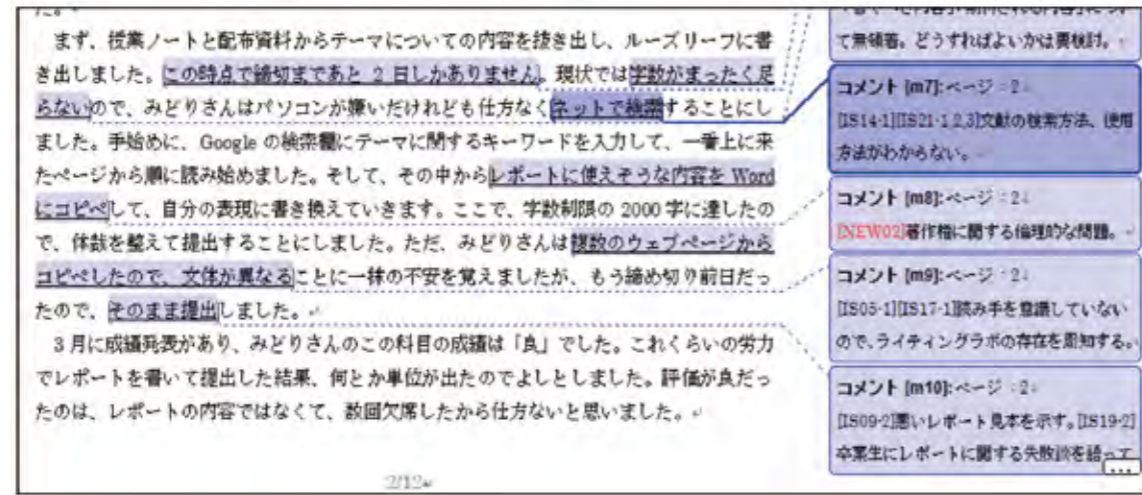 た。
まず、授業ノートと配布資料からテーマについての内容を抜き出し、ルーズリーフに書
き出しました。この時点で締切まであと 2 日しかありません。現状では字数がまったく足
らないので、みどりさんはパソコンが嫌いだけれども仕方なくネットで検索することにし
ました。手始めに、Google の検索欄にテーマに関するキーワードを入力して、一番上に来
たページから順に読み始めました。そして、その中からレポートに使えそうな内容を Word
にコピペして、自分の表現に書き換えていきます。ここで、字数制限の 2000 字に達したの
で、体裁を整えて提出することにしました。ただ、みどりさんは複数のウェブページから
コピペしたので、文体が異なることに一抹の不安を覚えましたが、もう締め切り前日だっ
たので、そのまま提出しました。
3 月に成績発表があり、みどりさんのこの科目の成績は「良」でした。これくらいの労力
でレポートを書いて提出した結果、何とか単位が出たのでよしとしました。評価が良だっ
たのは、レポートの内容ではなくて、数回欠席したから仕方ないと思いました。
2/12
て無頓着。どうすればよいかは要検討。
コメント [m7]: ページ : 2
[IS14-1][IS21-1,2,3]文献の検索方法、使用
方法がわからない。
コメント [m8]: ページ : 2
[NEW02]著作権に関する倫理的な問題。
コメント [m9]: ページ : 2
[IS05-1][IS17-1]読み手を意識していない
ので、ライティングラボの存在を周知する。
コメント [m10]: ページ : 2
[IS09-2]悪いレポート見本を示す。[IS19-2]
卒業生にレポートに関する失敗談を語って
...